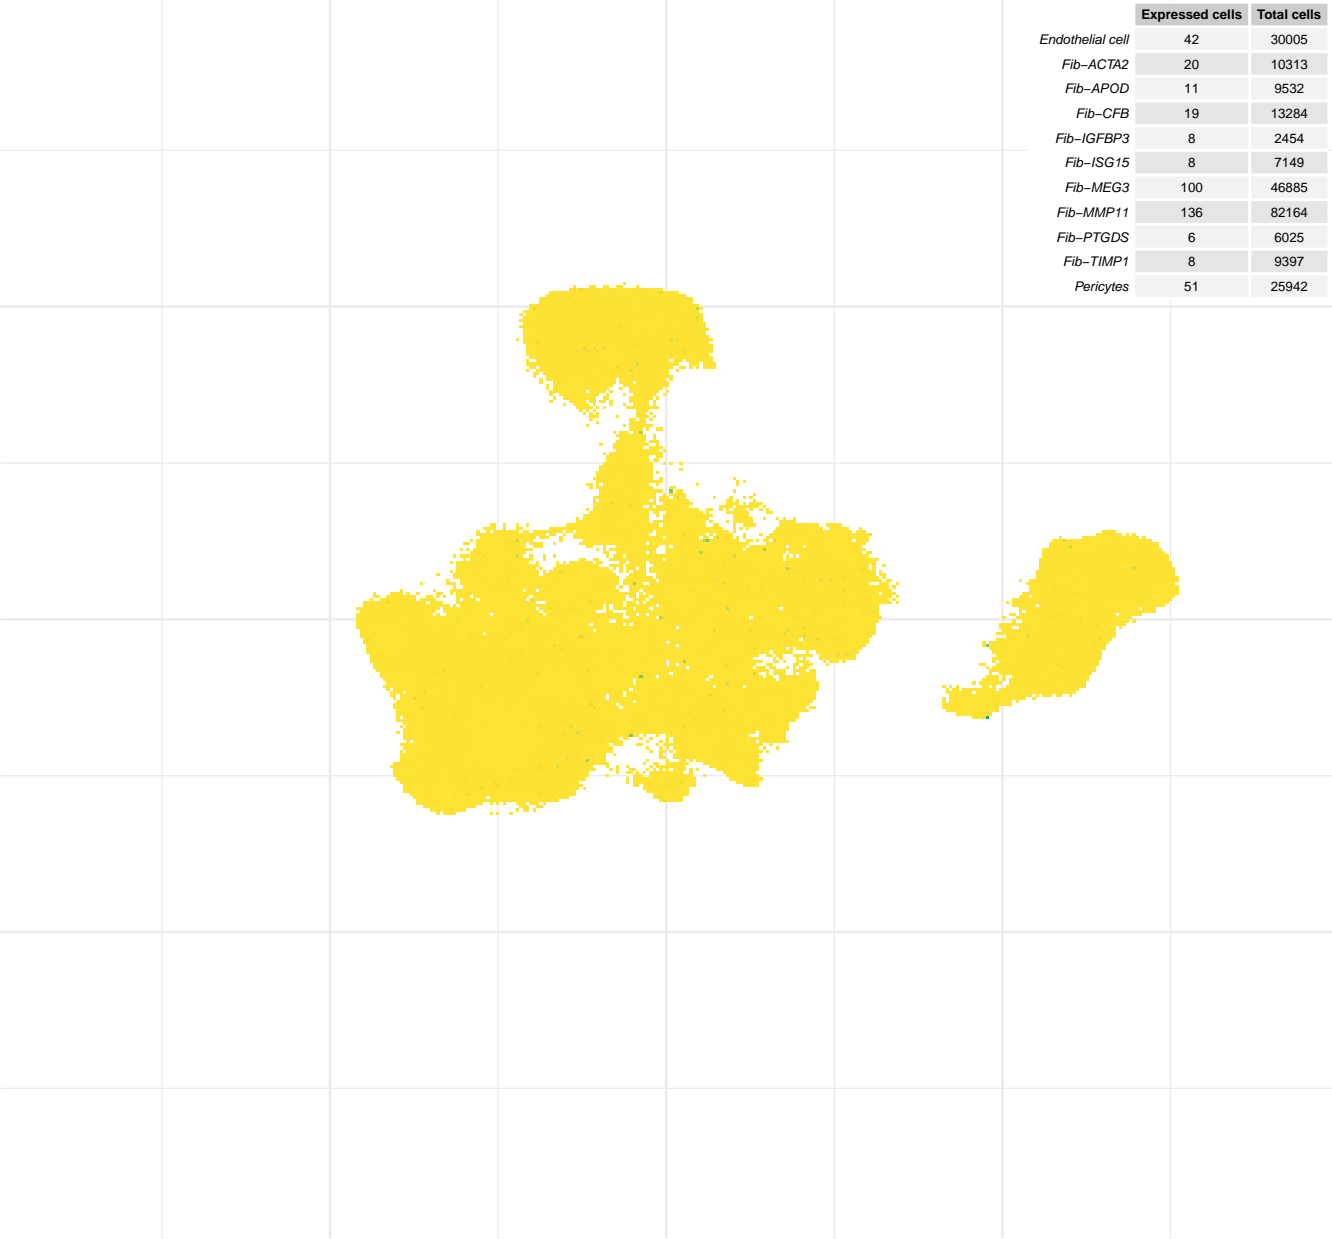 Expressed cells Total cells
Endothelial cell 42 30005
Fib−ACTA2 20 10313
Fib−APOD 11 9532
Fib−CFB 19 13284
Fib−IGFBP3 8 2454
Fib−ISG15 8 7149
Fib−MEG3 100 46885
Fib−MMP11 136 82164
Fib−PTGDS 6 6025
Fib−TIMP1 8 9397
Pericytes 51 25942